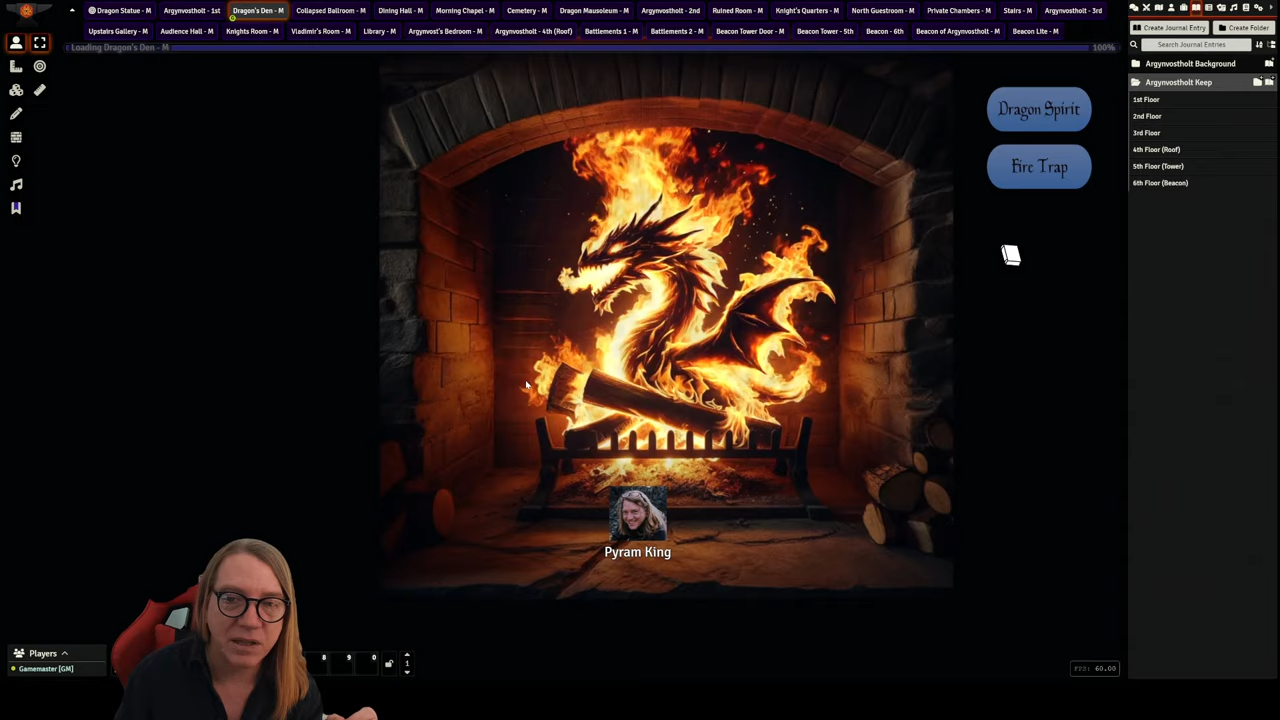 Dragon Statue - M
Argynvostholt - 1st
Dragon's Den - M
Collapsed Ballroom - M
Dining Hall - M
Morning Chapel - M
Cemetery - M
Dragon Mausoleum - M
Argynvostholt - 2nd
Ruined Room - M
Knight's Quarters - M
North Guestroom - M
Private Chambers - M
Stairs - M
Argynvostholt - 3rd
Upstairs Gallery - M
Audience Hall - M
Knights Room - M
Vladimir's Room - M
Library - M
Argynvost's Bedroom - M
Argynvostholt - 4th (Roof)
Battlements 1 - M
Battlements 2 - M
Beacon Tower Door - M
Beacon Tower - 5th
Beacon - 6th
Beacon of Argynvostholt - M
Beacon Lite - M
Loading Dragon's Den - M
100%
Create Journal Entry
Create Folder
Search Journal Entries
Argynvostholt Background
Argynvostholt Keep
1st Floor
2nd Floor
3rd Floor
4th Floor (Roof)
5th Floor (Tower)
6th Floor (Beacon)
Dragon Spirit
Fire Trap
Pyram King
Players
Gamemaster [GM]
8
9
0
1
FPS: 60.00